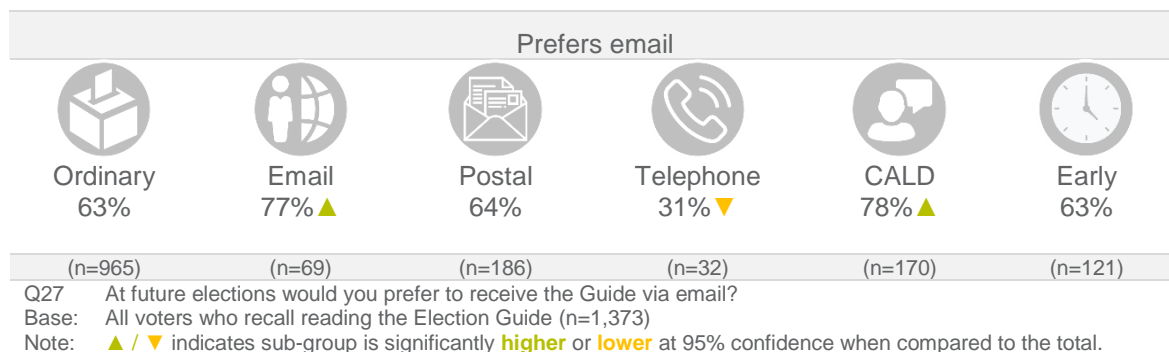 Prefers email
Ordinary Email Postal Telephone CALD Early
63% 77% ▲ 64% 31% ▼ 78% ▲ 63%
(n=965) (n=69) (n=186) (n=32) (n=170) (n=121)
Q27 At future elections would you prefer to receive the Guide via email?
Base: All voters who recall reading the Election Guide (n=1,373)
Note: ▲ / ▼ indicates sub-group is significantly higher or lower at 95% confidence when compared to the total.